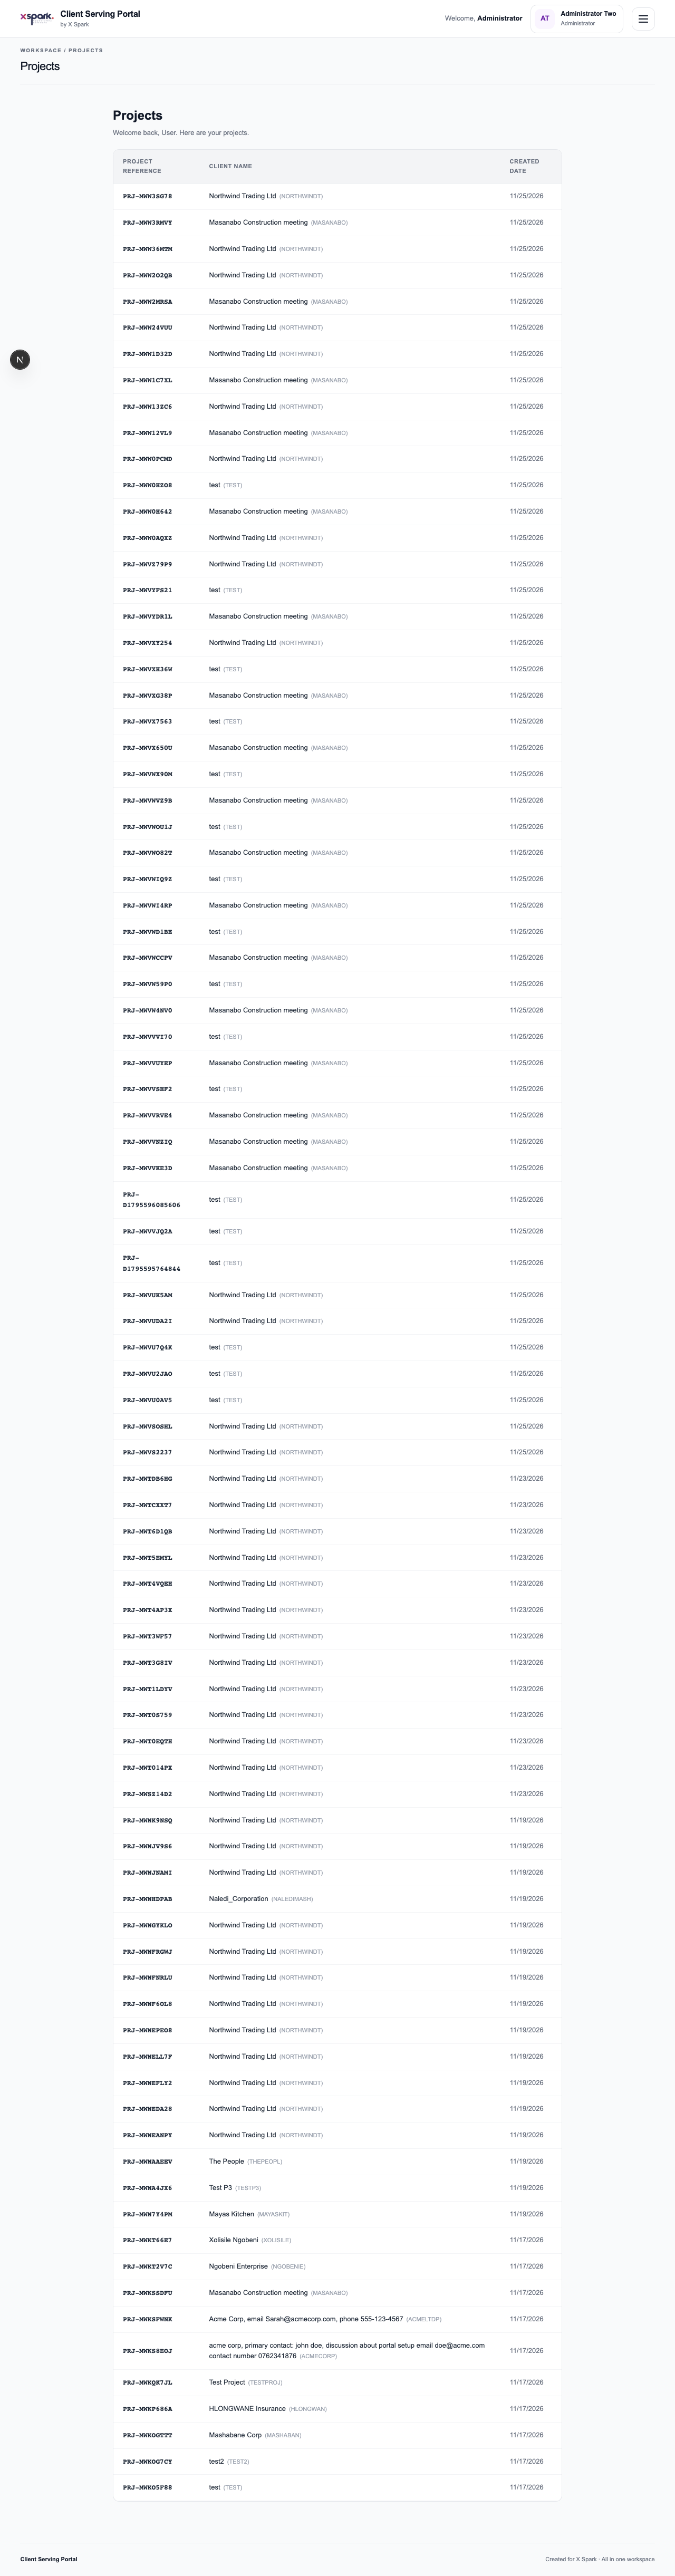 xspark.
Client Serving Portal
by X Spark
Welcome, Administrator
AT
Administrator Two
Administrator
WORKSPACE / PROJECTS
Projects
Projects
Welcome back, User. Here are your projects.
PROJECT REFERENCE CLIENT NAME CREATED DATE
PRJ-MWW3SG78 Northwind Trading Ltd (NORTHWINDT) 11/25/2026
PRJ-MWW3RMVY Masanabo Construction meeting (MASANABO) 11/25/2026
PRJ-MWW36MTM Northwind Trading Ltd (NORTHWINDT) 11/25/2026
PRJ-MWW2O2QB Northwind Trading Ltd (NORTHWINDT) 11/25/2026
PRJ-MWW2MRSA Masanabo Construction meeting (MASANABO) 11/25/2026
PRJ-MWW24VUU Northwind Trading Ltd (NORTHWINDT) 11/25/2026
PRJ-MWW1D32D Northwind Trading Ltd (NORTHWINDT) 11/25/2026
PRJ-MWW1C7XL Masanabo Construction meeting (MASANABO) 11/25/2026
PRJ-MWW13ZC6 Northwind Trading Ltd (NORTHWINDT) 11/25/2026
PRJ-MWW12VL9 Masanabo Construction meeting (MASANABO) 11/25/2026
PRJ-MWW0PCMD Northwind Trading Ltd (NORTHWINDT) 11/25/2026
PRJ-MWW0HZO8 test (TEST) 11/25/2026
PRJ-MWW0H642 Masanabo Construction meeting (MASANABO) 11/25/2026
PRJ-MWW0AQXZ Northwind Trading Ltd (NORTHWINDT) 11/25/2026
PRJ-MWVZ79P9 Northwind Trading Ltd (NORTHWINDT) 11/25/2026
PRJ-MWVYFS21 test (TEST) 11/25/2026
PRJ-MWVYDR1L Masanabo Construction meeting (MASANABO) 11/25/2026
PRJ-MWVXY254 Northwind Trading Ltd (NORTHWINDT) 11/25/2026
PRJ-MWVXH36W test (TEST) 11/25/2026
PRJ-MWVXG38P Masanabo Construction meeting (MASANABO) 11/25/2026
PRJ-MWVX7563 test (TEST) 11/25/2026
PRJ-MWVX650U Masanabo Construction meeting (MASANABO) 11/25/2026
PRJ-MWVWX90M test (TEST) 11/25/2026
PRJ-MWVWVZ9B Masanabo Construction meeting (MASANABO) 11/25/2026
PRJ-MWVWOU1J test (TEST) 11/25/2026
PRJ-MWVWO82T Masanabo Construction meeting (MASANABO) 11/25/2026
PRJ-MWVWIQ9Z test (TEST) 11/25/2026
PRJ-MWVWI4RP Masanabo Construction meeting (MASANABO) 11/25/2026
PRJ-MWVWD1BE test (TEST) 11/25/2026
PRJ-MWVWCCPV Masanabo Construction meeting (MASANABO) 11/25/2026
PRJ-MWVW59P0 test (TEST) 11/25/2026
PRJ-MWVW4HV0 Masanabo Construction meeting (MASANABO) 11/25/2026
PRJ-MWVVVI70 test (TEST) 11/25/2026
PRJ-MWVVUYEP Masanabo Construction meeting (MASANABO) 11/25/2026
PRJ-MWVVSHF2 test (TEST) 11/25/2026
PRJ-MWVVRVE4 Masanabo Construction meeting (MASANABO) 11/25/2026
PRJ-MWVVNZIQ Masanabo Construction meeting (MASANABO) 11/25/2026
PRJ-MWVVKE3D Masanabo Construction meeting (MASANABO) 11/25/2026
PRJ-D1795596085606 test (TEST) 11/25/2026
PRJ-MWVVJQ2A test (TEST) 11/25/2026
PRJ-D1795595764844 test (TEST) 11/25/2026
PRJ-MWVUK5AM Northwind Trading Ltd (NORTHWINDT) 11/25/2026
PRJ-MWVUDA2I Northwind Trading Ltd (NORTHWINDT) 11/25/2026
PRJ-MWVU7Q4K test (TEST) 11/25/2026
PRJ-MWVU2JAO test (TEST) 11/25/2026
PRJ-MWVU0AV5 test (TEST) 11/25/2026
PRJ-MWVSOSHL Northwind Trading Ltd (NORTHWINDT) 11/25/2026
PRJ-MWVS2237 Northwind Trading Ltd (NORTHWINDT) 11/25/2026
PRJ-MWTDB6HG Northwind Trading Ltd (NORTHWINDT) 11/23/2026
PRJ-MWTCXXT7 Northwind Trading Ltd (NORTHWINDT) 11/23/2026
PRJ-MWT6D1QB Northwind Trading Ltd (NORTHWINDT) 11/23/2026
PRJ-MWT5EMYL Northwind Trading Ltd (NORTHWINDT) 11/23/2026
PRJ-MWT4VQEH Northwind Trading Ltd (NORTHWINDT) 11/23/2026
PRJ-MWT4AP3X Northwind Trading Ltd (NORTHWINDT) 11/23/2026
PRJ-MWT3WF57 Northwind Trading Ltd (NORTHWINDT) 11/23/2026
PRJ-MWT3G8IV Northwind Trading Ltd (NORTHWINDT) 11/23/2026
PRJ-MWT1LDYV Northwind Trading Ltd (NORTHWINDT) 11/23/2026
PRJ-MWT0S759 Northwind Trading Ltd (NORTHWINDT) 11/23/2026
PRJ-MWT0EQTH Northwind Trading Ltd (NORTHWINDT) 11/23/2026
PRJ-MWT014PX Northwind Trading Ltd (NORTHWINDT) 11/23/2026
PRJ-MWSZ14D2 Northwind Trading Ltd (NORTHWINDT) 11/23/2026
PRJ-MWNK9NSQ Northwind Trading Ltd (NORTHWINDT) 11/19/2026
PRJ-MWNJV9S6 Northwind Trading Ltd (NORTHWINDT) 11/19/2026
PRJ-MWNJNAMI Northwind Trading Ltd (NORTHWINDT) 11/19/2026
PRJ-MWNHDPAB Naledi_Corporation (NALEDIMASH) 11/19/2026
PRJ-MWNGYKLO Northwind Trading Ltd (NORTHWINDT) 11/19/2026
PRJ-MWNFRGWJ Northwind Trading Ltd (NORTHWINDT) 11/19/2026
PRJ-MWNFNRLU Northwind Trading Ltd (NORTHWINDT) 11/19/2026
PRJ-MWNF6OL8 Northwind Trading Ltd (NORTHWINDT) 11/19/2026
PRJ-MWNEPEO8 Northwind Trading Ltd (NORTHWINDT) 11/19/2026
PRJ-MWNELL7F Northwind Trading Ltd (NORTHWINDT) 11/19/2026
PRJ-MWNEFLY2 Northwind Trading Ltd (NORTHWINDT) 11/19/2026
PRJ-MWNEDA28 Northwind Trading Ltd (NORTHWINDT) 11/19/2026
PRJ-MWNEANPY Northwind Trading Ltd (NORTHWINDT) 11/19/2026
PRJ-MWNAAEEV The People (THEPEOPL) 11/19/2026
PRJ-MWNA4JX6 Test P3 (TESTP3) 11/19/2026
PRJ-MWN7Y4PM Mayas Kitchen (MAYASKIT) 11/19/2026
PRJ-MWKT66E7 Xolisile Ngobeni (XOLISILE) 11/17/2026
PRJ-MWKT2V7C Ngobeni Enterprise (NGOBENIE) 11/17/2026
PRJ-MWKSSDFU Masanabo Construction meeting (MASANABO) 11/17/2026
PRJ-MWKSFWHK Acme Corp, email Sarah@acmecorp.com, phone 555-123-4567 (ACMELTDP) 11/17/2026
PRJ-MWKS8EOJ acme corp, primary contact: john doe, discussion about portal setup email doe@acme.com contact number 0762341876 (ACMECORP) 11/17/2026
PRJ-MWKQK7JL Test Project (TESTPROJ) 11/17/2026
PRJ-MWKP686A HLONGWANE Insurance (HLONGWAN) 11/17/2026
PRJ-MWKOGTTT Mashabane Corp (MASHABAN) 11/17/2026
PRJ-MWKOG7CY test2 (TEST2) 11/17/2026
PRJ-MWKO5F88 test (TEST) 11/17/2026
Client Serving Portal
Created for X Spark · All in one workspace